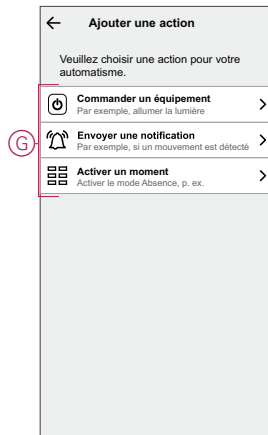 Ajouter une action
Veuillez choisir une action pour votre
automatisme.
Commander un équipement
Par exemple, allumer la lumière
G
Envoyer une notification
Par exemple, si un mouvement est détecté
Activer un moment
Activer le mode Absence, p. ex.